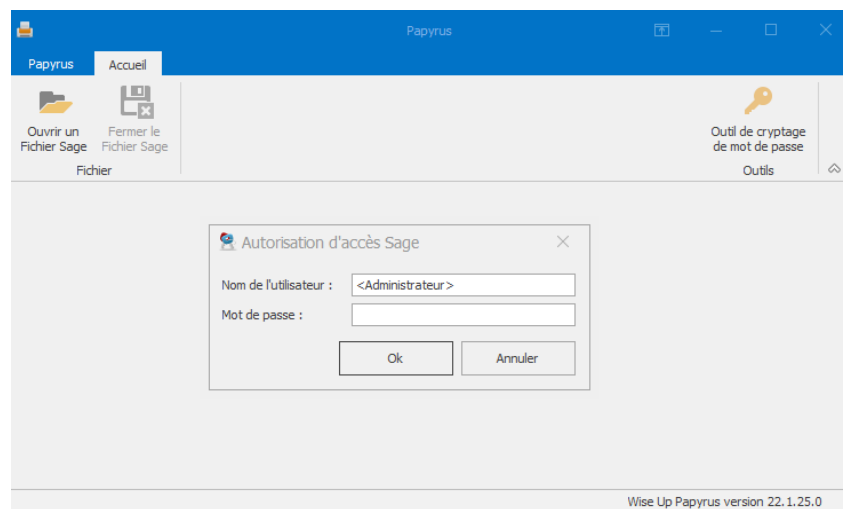 Papyrus
Papyrus Accueil
Ouvrir un
Fichier Sage
Fermer le
Fichier Sage
Fichier
Outil de cryptage
de mot de passe
Outils
Autorisation d'accès Sage
Nom de l'utilisateur : <Administrateur>
Mot de passe :
Ok Annuler
Wise Up Papyrus version 22.1.25.0